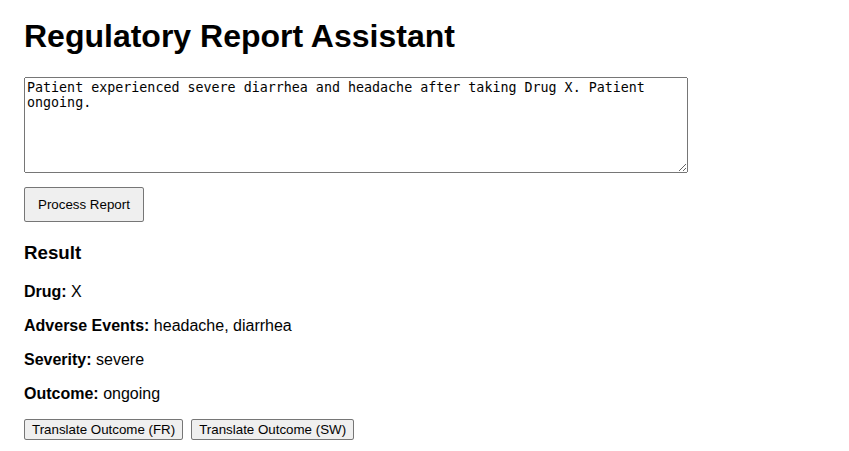 Regulatory Report Assistant
Patient experienced severe diarrhea and headache after taking Drug X. Patient
ongoing.
Process Report
Result
Drug: X
Adverse Events: headache, diarrhea
Severity: severe
Outcome: ongoing
Translate Outcome (FR) Translate Outcome (SW)